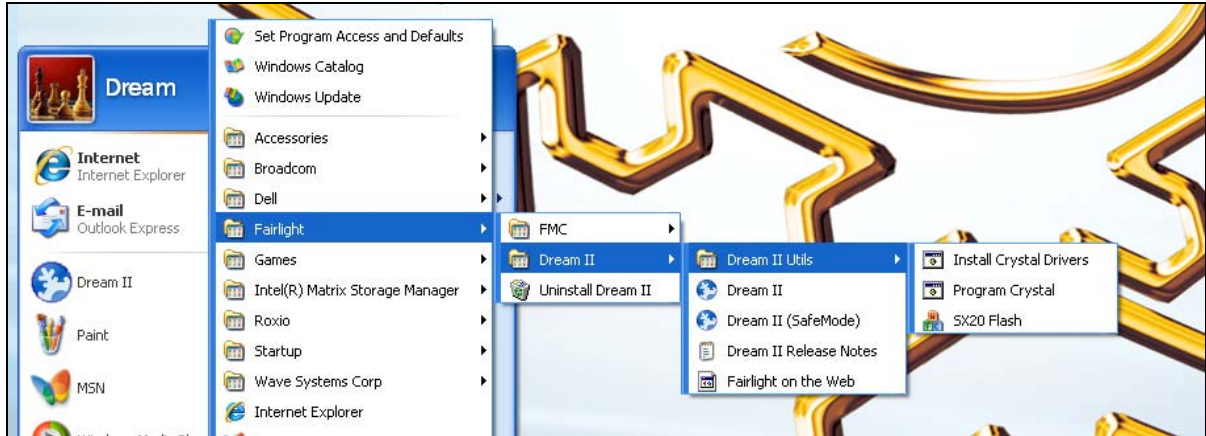 Dream
Internet
Internet Explorer
E-mail
Outlook Express
Dream II
Paint
MSN
Set Program Access and Defaults
Windows Catalog
Windows Update
Accessories
Broadcom
Dell
Fairlight
Games
Intel(R) Matrix Storage Manager
Roxio
Startup
Wave Systems Corp
Internet Explorer
FMC
Dream II
Uninstall Dream II
Dream II Utils
Dream II
Dream II (SafeMode)
Dream II Release Notes
Fairlight on the Web
Install Crystal Drivers
Program Crystal
SX20 Flash